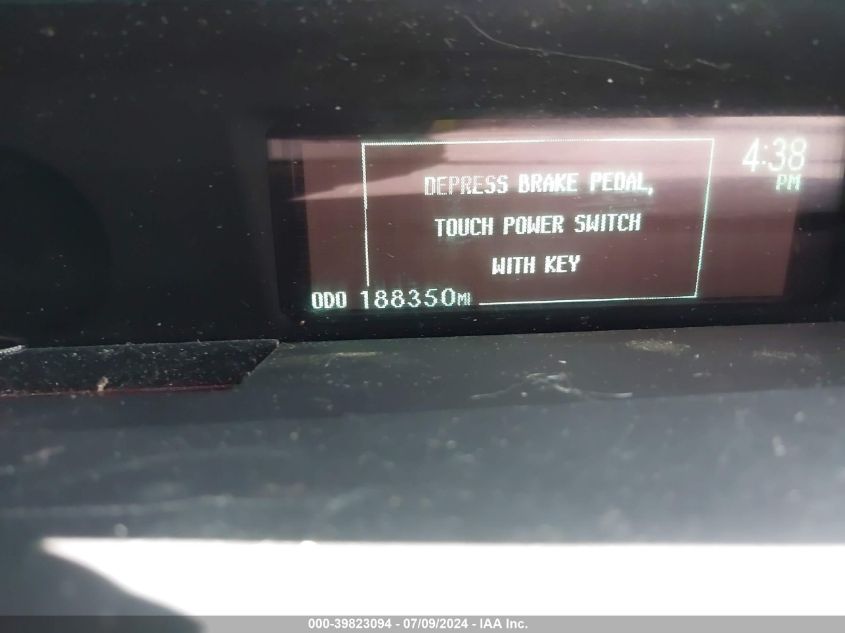 4:38
PM
DEPRESS BRAKE PEDAL,
TOUCH POWER SWITCH
WITH KEY
ODO 188350MI
000-39823094 - 07/09/2024 - IAA Inc.